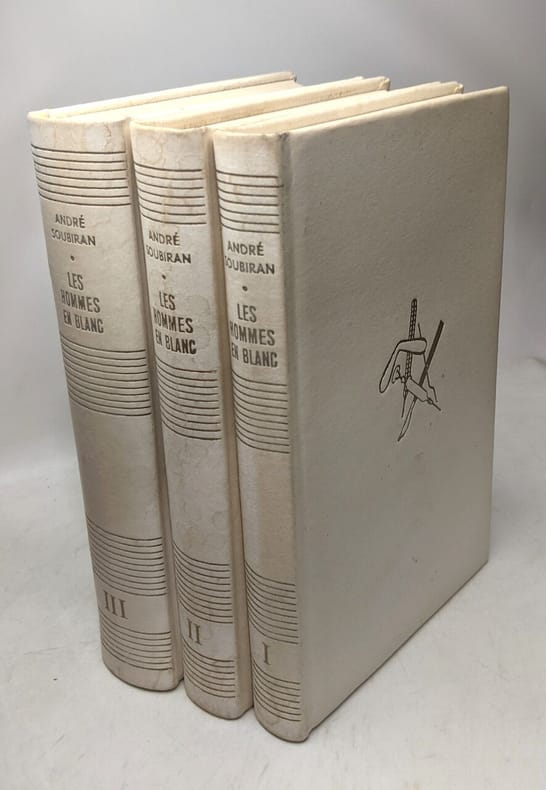 ANDRÉ
SOUBIRAN
•
LES
HOMMES
EN BLANC
III
ANDRÉ
SOUBIRAN
•
LES
HOMMES
EN BLANC
II
ANDRÉ
SOUBIRAN
•
LES
HOMMES
EN BLANC
I